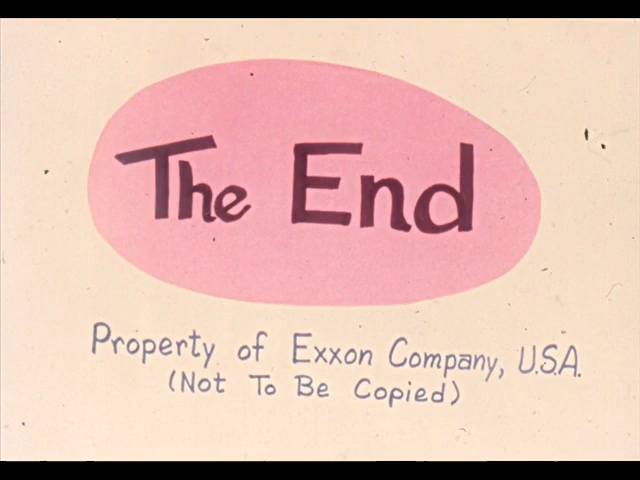 The End
Property of Exxon Company, U.S.A.
(Not To Be Copied)